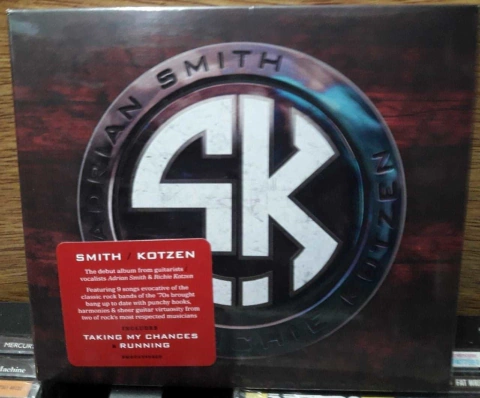 ADRIAN SMITH
SK
RICHIE KOTZEN
SMITH / KOTZEN
The debut album from guitarists
vocalists Adrian Smith & Richie Kotzen
Featuring 9 songs evocative of the
classic rock bands of the '70s brought
bang up to date with punchy hooks,
harmonies & sheer guitar virtuosity from
two of rock's most respected musicians
INCLUDES
TAKING MY CHANCES
+ RUNNING
MERCUR
Machine